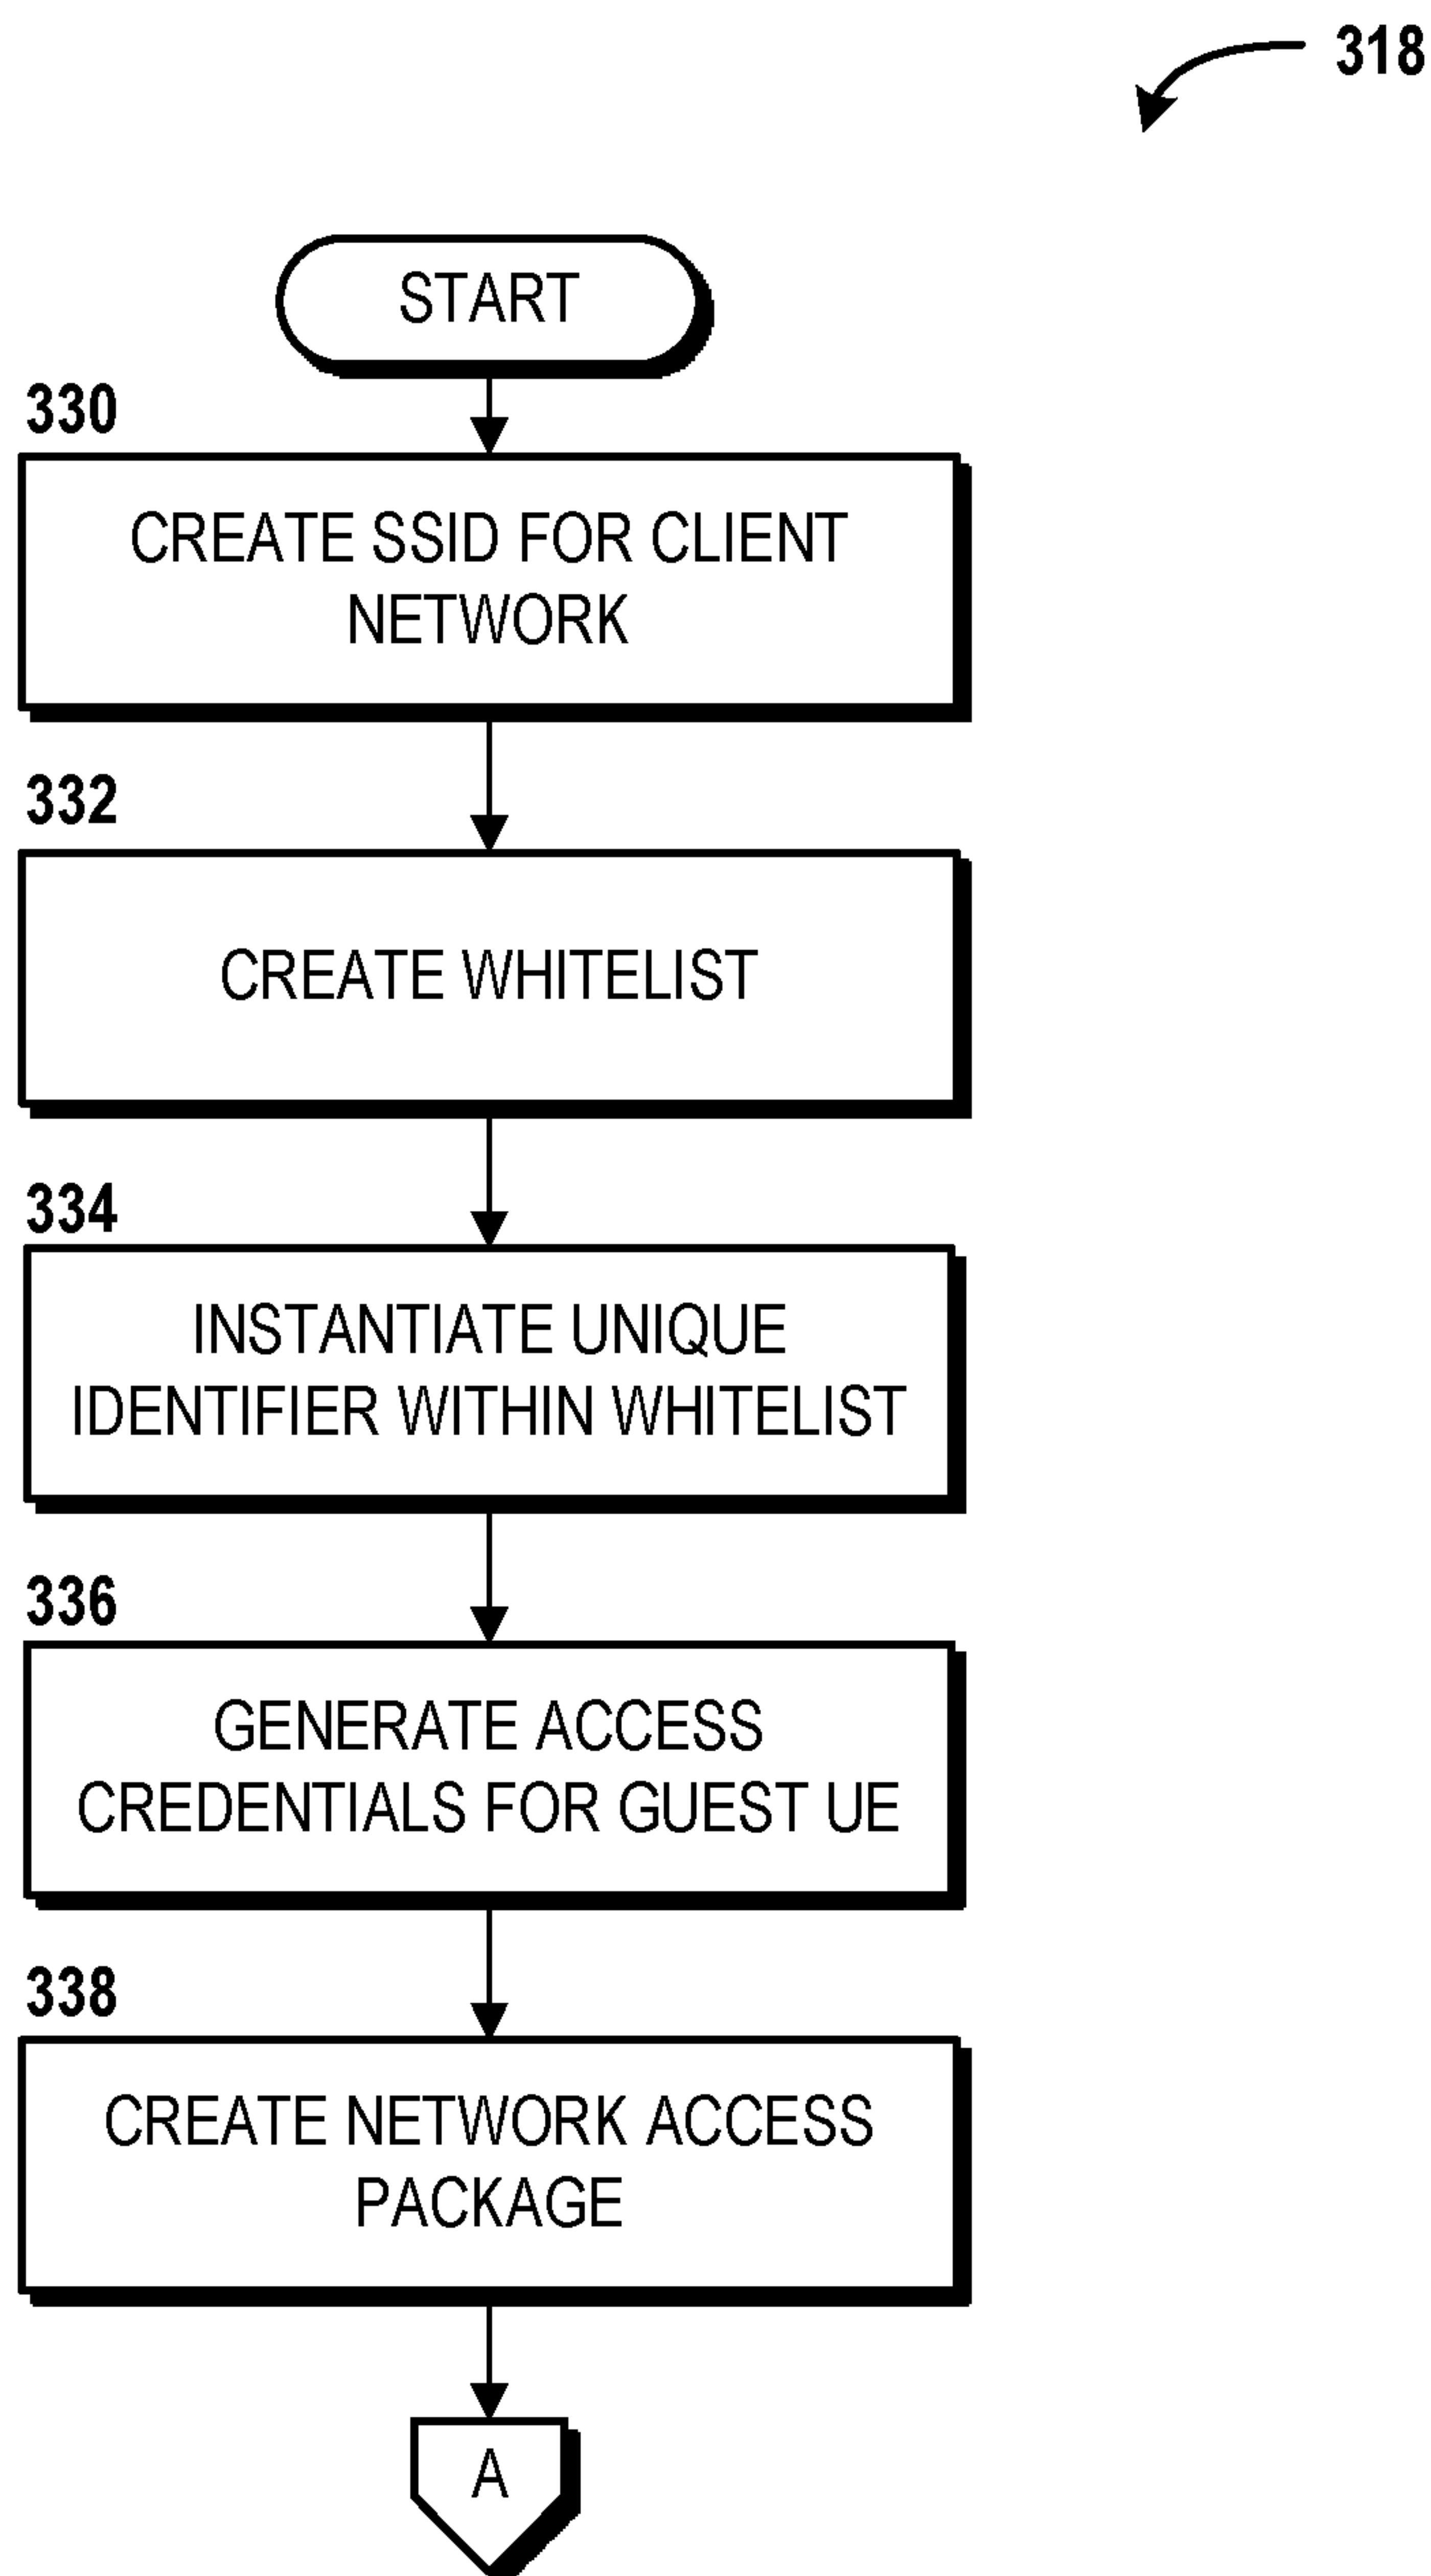 318
START
330
CREATE SSID FOR CLIENT
NETWORK
332
CREATE WHITELIST
334
INSTANTIATE UNIQUE
IDENTIFIER WITHIN WHITELIST
336
GENERATE ACCESS
CREDENTIALS FOR GUEST UE
338
CREATE NETWORK ACCESS
PACKAGE
A